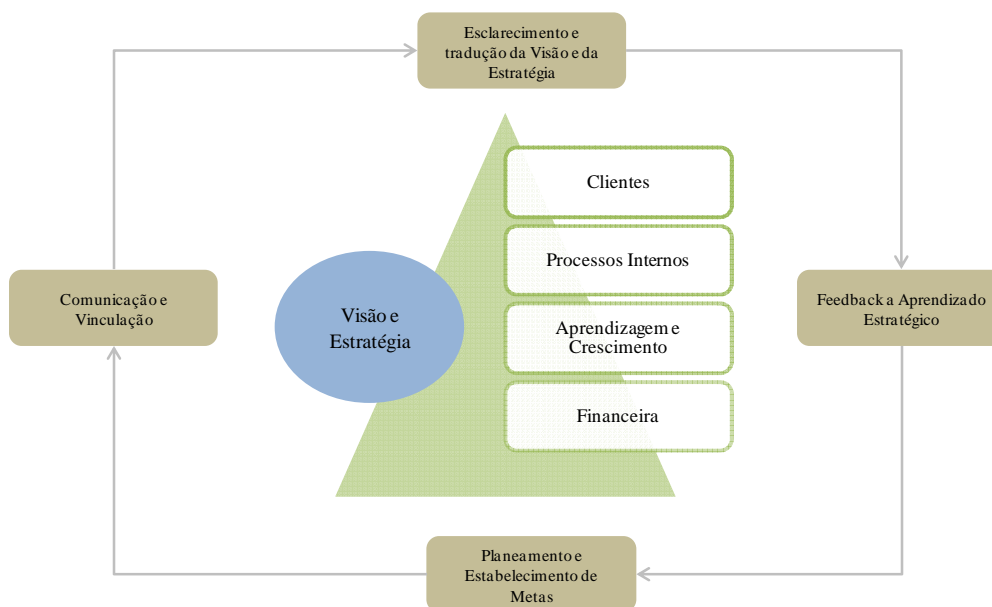 Esclarecimento e
tradução da Visão e da
Estratégia
Clientes
Processos Internos
Comunicação e
Vinculação
Visão e
Estratégia
Feedback a Aprendizado
Estratégico
Aprendizagem e
Crescimento
Financeira
Planeamento e
Estabelecimento de
Metas